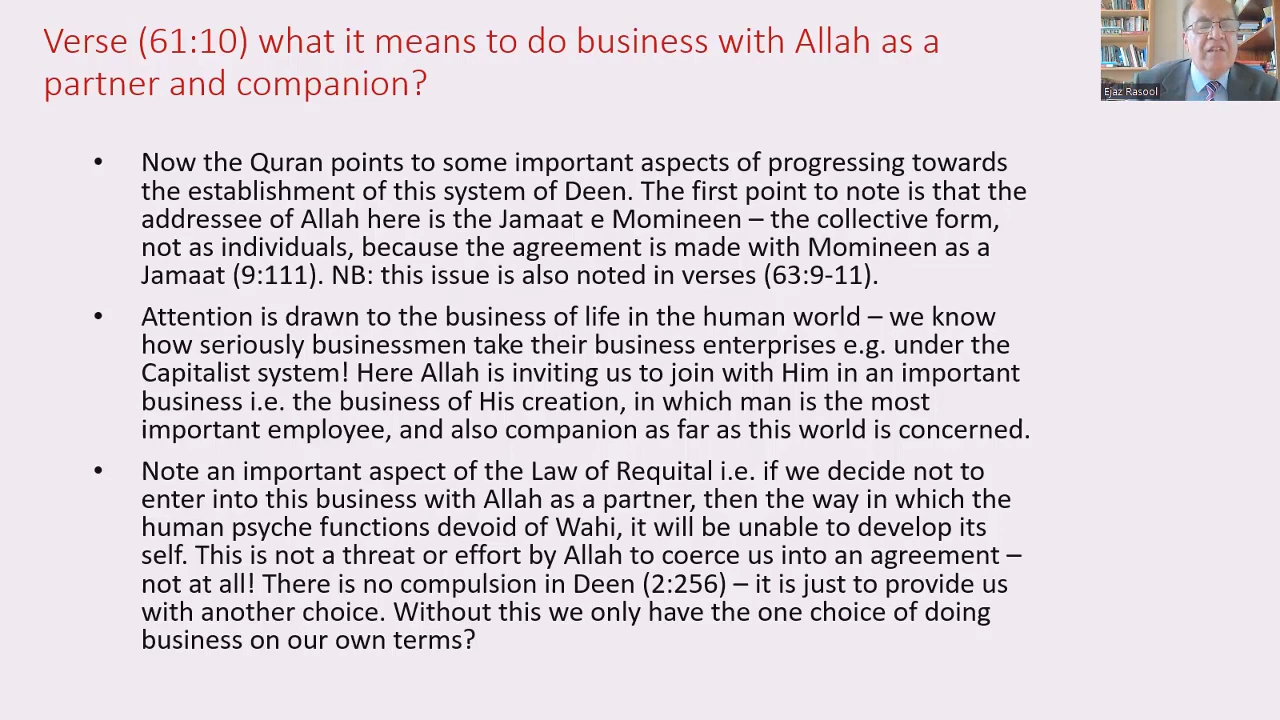 Verse (61:10) what it means to do business with Allah as a
partner and companion?
Ejaz Rasool
• Now the Quran points to some important aspects of progressing towards
the establishment of this system of Deen. The first point to note is that the
addressee of Allah here is the Jamaat e Momineen – the collective form,
not as individuals, because the agreement is made with Momineen as a
Jamaat (9:111). NB: this issue is also noted in verses (63:9-11).
• Attention is drawn to the business of life in the human world – we know
how seriously businessmen take their business enterprises e.g. under the
Capitalist system! Here Allah is inviting us to join with Him in an important
business i.e. the business of His creation, in which man is the most
important employee, and also companion as far as this world is concerned.
• Note an important aspect of the Law of Requital i.e. if we decide not to
enter into this business with Allah as a partner, then the way in which the
human psyche functions devoid of Wahi, it will be unable to develop its
self. This is not a threat or effort by Allah to coerce us into an agreement –
not at all! There is no compulsion in Deen (2:256) – it is just to provide us
with another choice. Without this we only have the one choice of doing
business on our own terms?